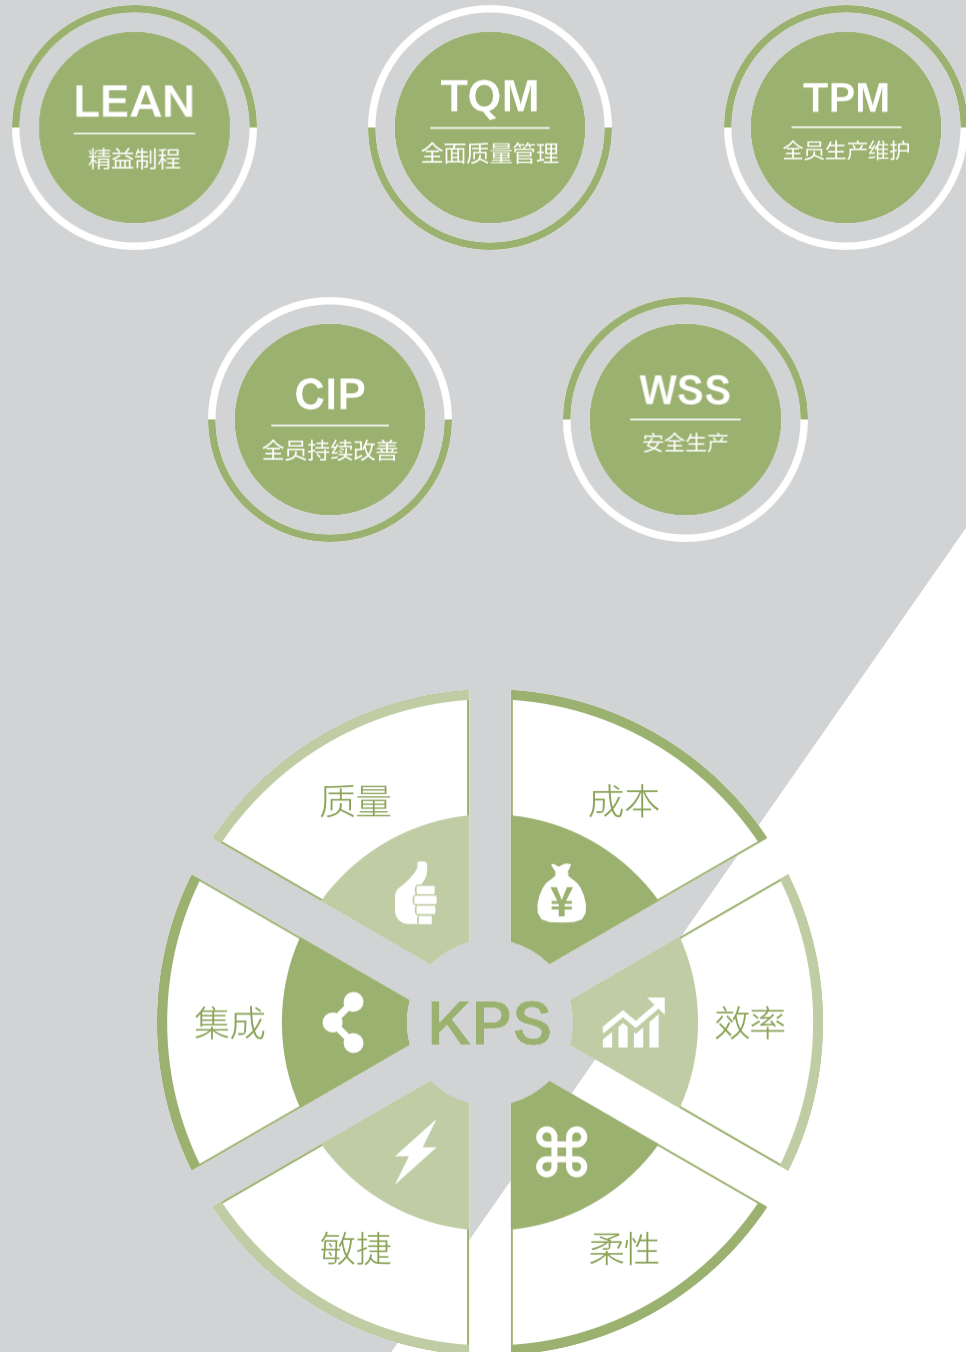 LEAN
精益制程
TQM
全面质量管理
TPM
全员生产维护
CIP
全员持续改善
WSS
安全生产
质量
成本
¥
集成
KPS
效率
敏捷
柔性